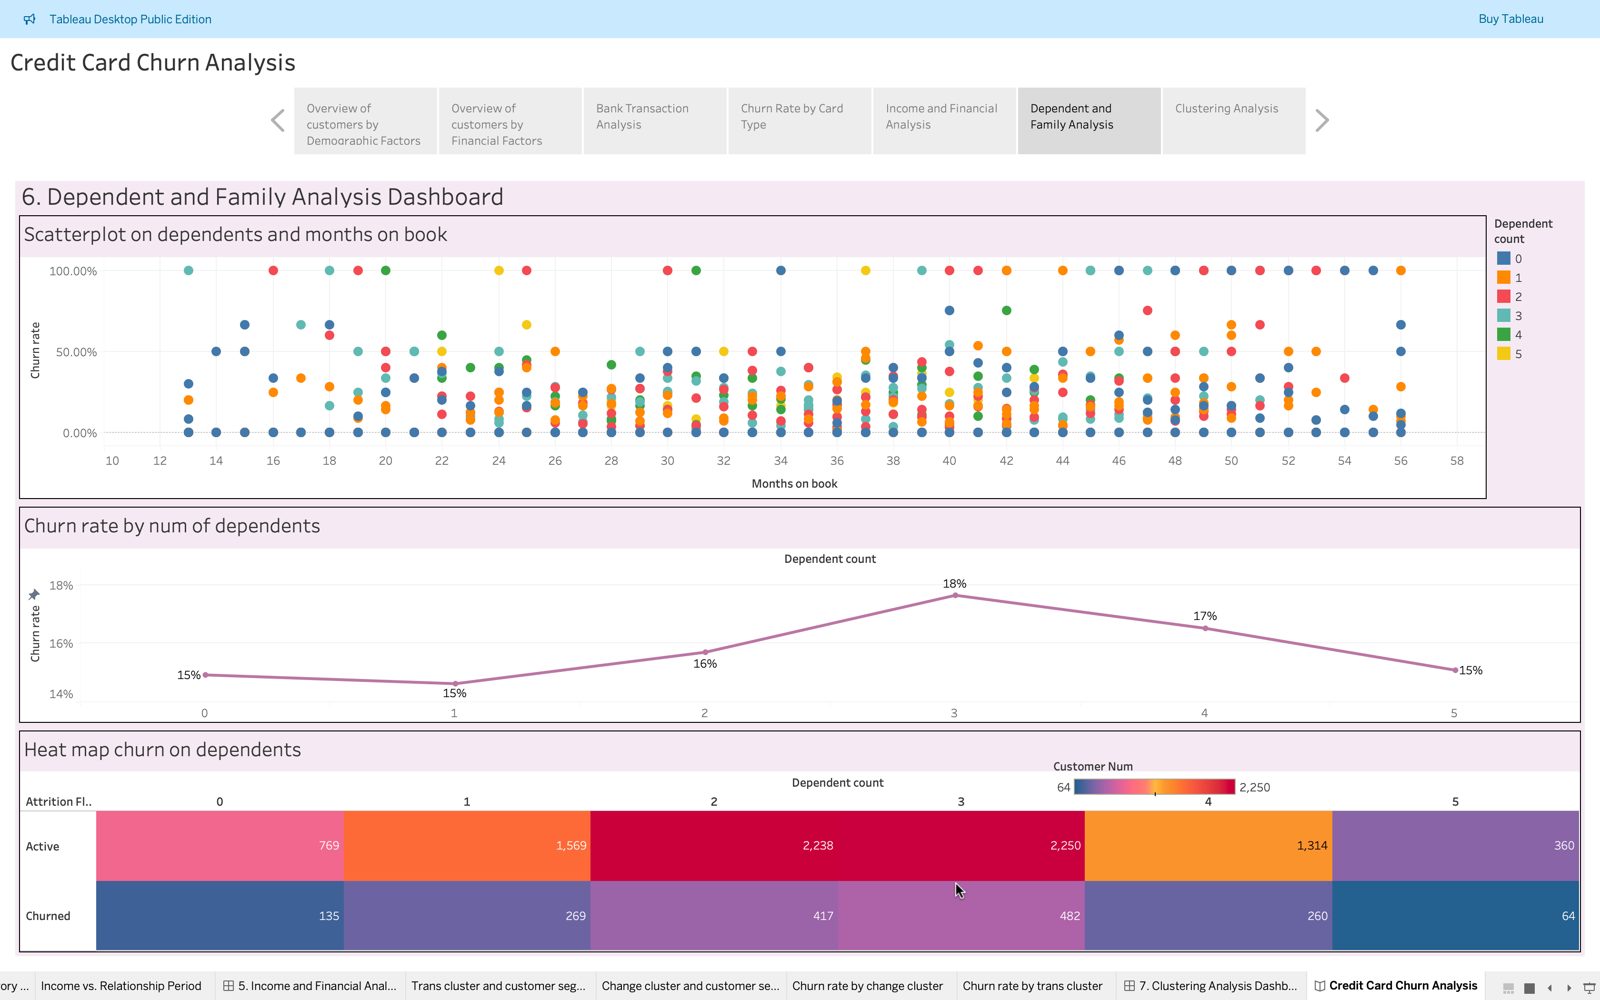 Tableau Desktop Public Edition
Buy Tableau
Credit Card Churn Analysis
Overview of customers by Demographic Factors
Overview of customers by Financial Factors
Bank Transaction Analysis
Churn Rate by Card Type
Income and Financial Analysis
Dependent and Family Analysis
Clustering Analysis
6. Dependent and Family Analysis Dashboard
Scatterplot on dependents and months on book
Dependent count
0
1
2
3
4
5
Churn rate
100.00%
50.00%
0.00%
10 12 14 16 18 20 22 24 26 28 30 32 34 36 38 40 42 44 46 48 50 52 54 56 58
Months on book
Churn rate by num of dependents
Dependent count
Churn rate
18%
16%
14%
15% 15% 16% 18% 17% 15%
0 1 2 3 4 5
Heat map churn on dependents
Customer Num
64 2,250
Dependent count
Attrition Fl.. 0 1 2 3 4 5
Active 769 1,569 2,238 2,250 1,314 360
Churned 135 269 417 482 260 64
ory ... Income vs. Relationship Period 5. Income and Financial Anal... Trans cluster and customer seg... Change cluster and customer se... Churn rate by change cluster Churn rate by trans cluster 7. Clustering Analysis Dashb... Credit Card Churn Analysis